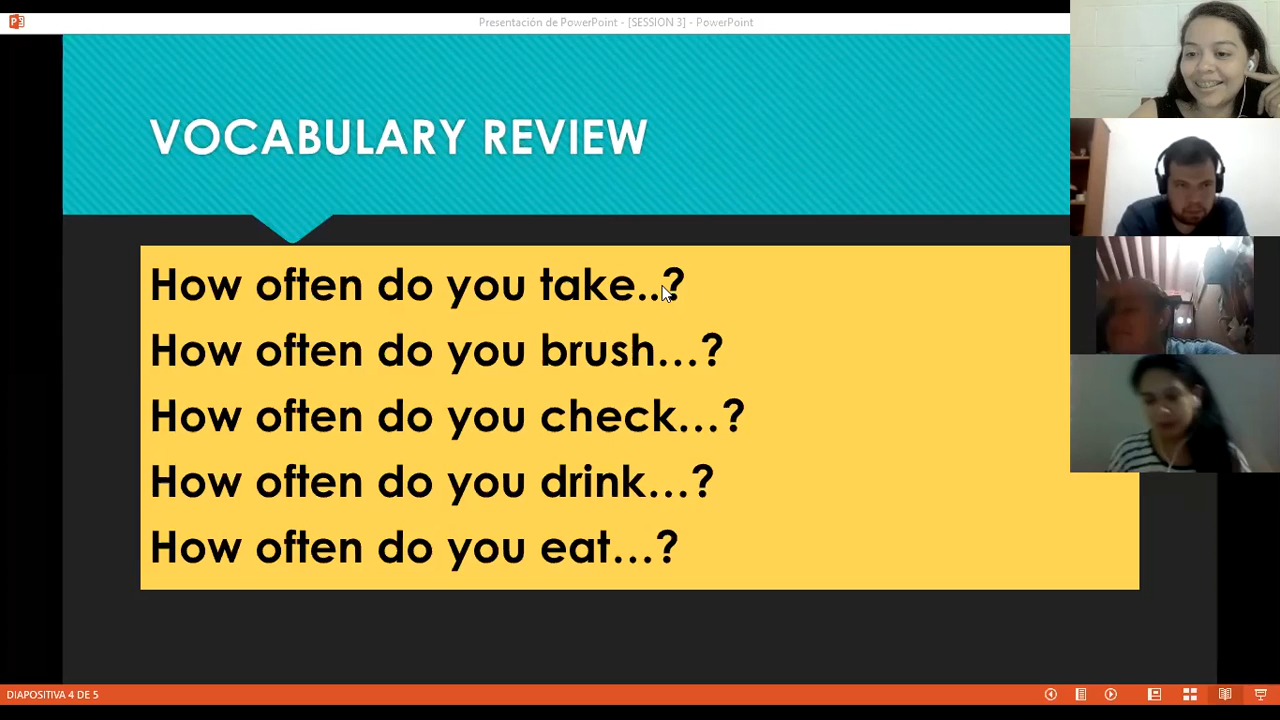 Presentación de PowerPoint - [SESSION 3] - PowerPoint
VOCABULARY REVIEW
How often do you take..?
How often do you brush...?
How often do you check...?
How often do you drink...?
How often do you eat...?
DIAPOSITIVA 4 DE 5